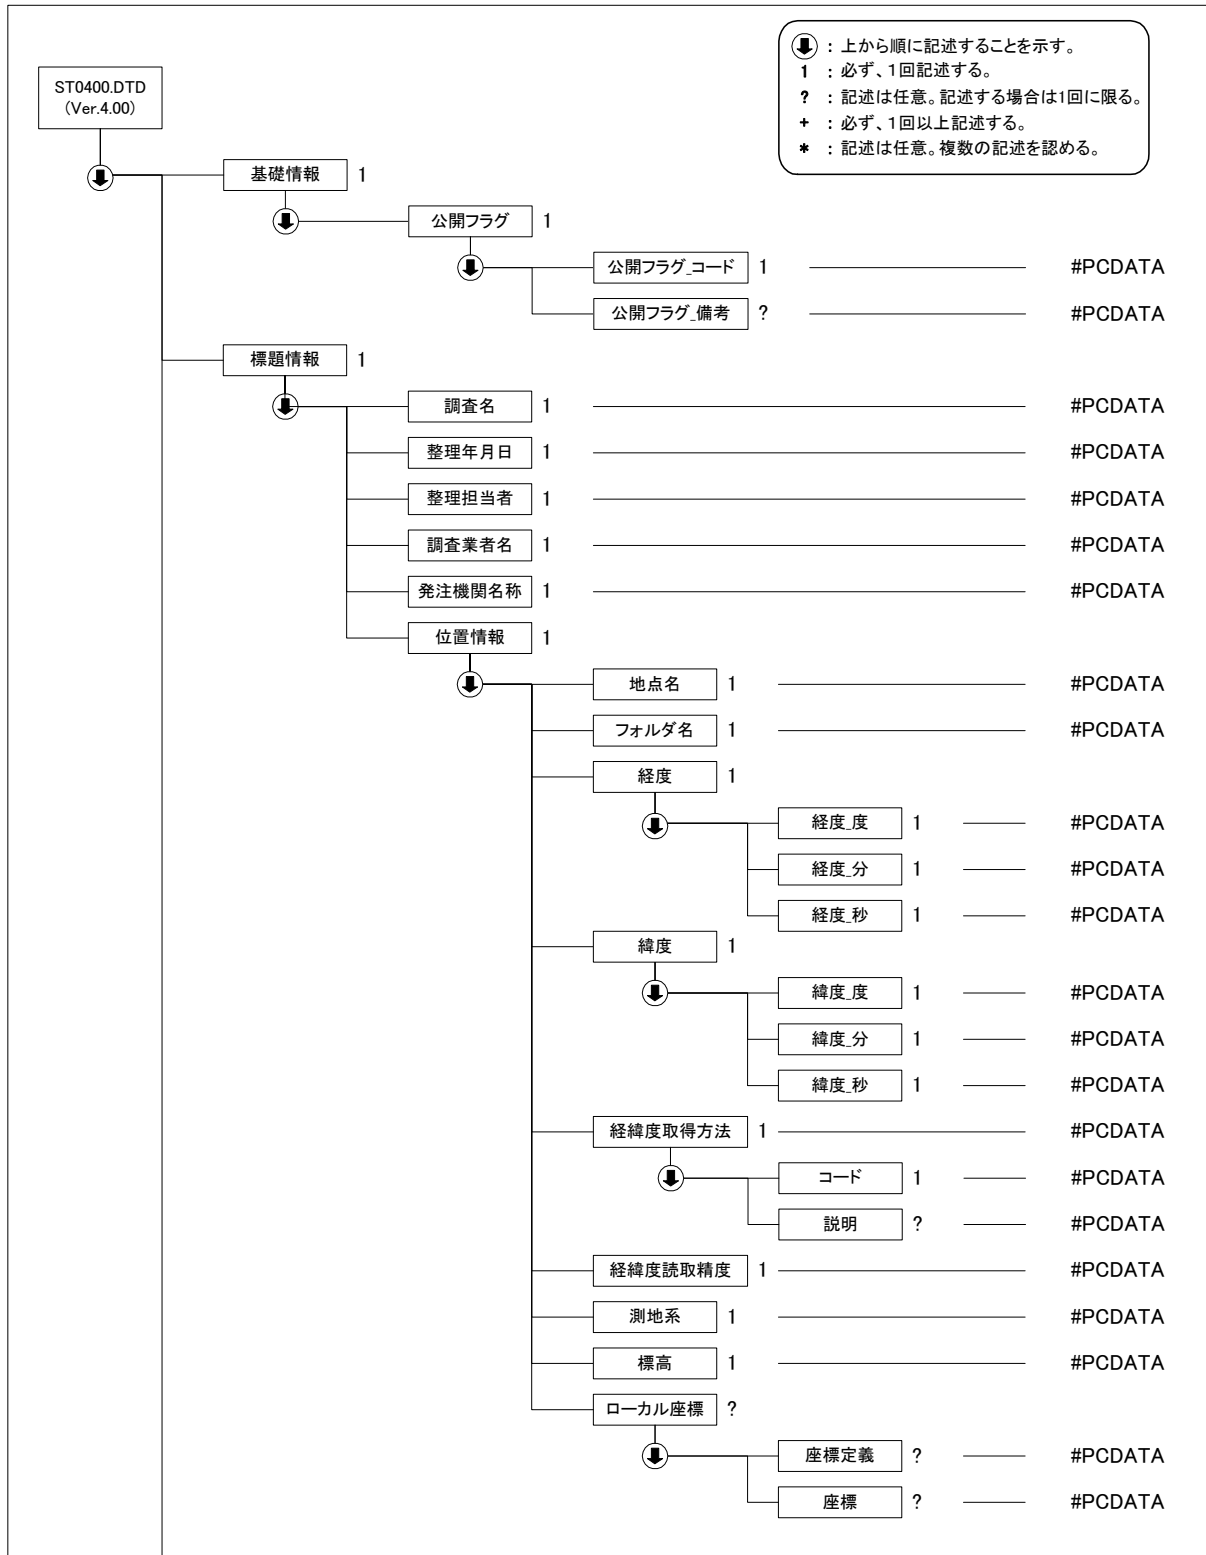 : 上から順に記述することを示す。
1 : 必ず、1回記述する。
? : 記述は任意。記述する場合は1回に限る。
+ : 必ず、1回以上記述する。
* : 記述は任意。複数の記述を認める。
ST0400.DTD
(Ver.4.00)
基礎情報 1
公開フラグ 1
公開フラグ_コード 1 #PCDATA
公開フラグ_備考 ? #PCDATA
標題情報 1
調査名 1 #PCDATA
整理年月日 1 #PCDATA
整理担当者 1 #PCDATA
調査業者名 1 #PCDATA
発注機関名称 1 #PCDATA
位置情報 1
地点名 1 #PCDATA
フォルダ名 1 #PCDATA
経度 1
経度_度 1 #PCDATA
経度_分 1 #PCDATA
経度_秒 1 #PCDATA
緯度 1
緯度_度 1 #PCDATA
緯度_分 1 #PCDATA
緯度_秒 1 #PCDATA
経緯度取得方法 1 #PCDATA
コード 1 #PCDATA
説明 ? #PCDATA
経緯度読取精度 1 #PCDATA
測地系 1 #PCDATA
標高 1 #PCDATA
ローカル座標 ?
座標定義 ? #PCDATA
座標 ? #PCDATA